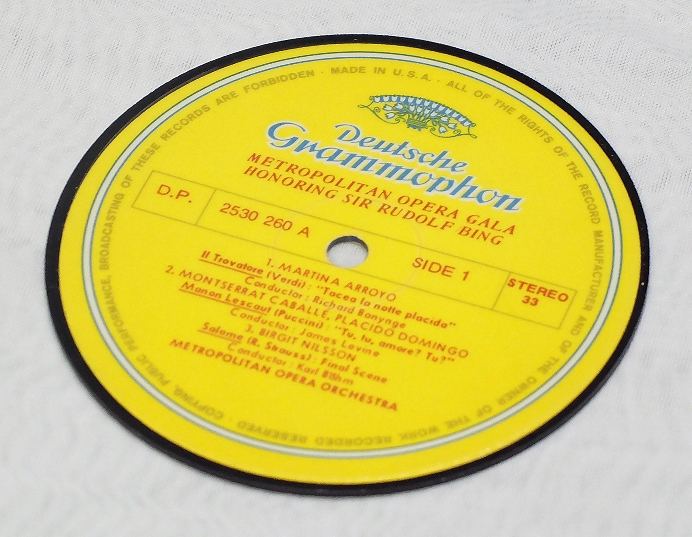 COPYING, PUBLIC PERFORMANCE, BROADCASTING OF THESE RECORDS ARE FORBIDDEN · MADE IN U.S.A. · ALL OF THE RIGHTS OF THE RECORD MANUFACTURER AND OF THE OWNER OF THE WORK RECORDED RESERVED ·
Deutsche
Grammophon
METROPOLITAN OPERA GALA
HONORING SIR RUDOLF BING
D.P.
2530 260 A
SIDE 1
STEREO
33
1. MARTINA ARROYO
Il Trovatore (Verdi): "Tacea la notte placida"
Conductor: Richard Bonynge
2. MONTSERRAT CABALLE, PLACIDO DOMINGO
Manon Lescaut (Puccini): "Tu, tu, amore? Tu?"
Conductor: James Levine
3. BIRGIT NILSSON
Salome (R. Strauss): Final Scene
Conductor: Karl Böhm
METROPOLITAN OPERA ORCHESTRA